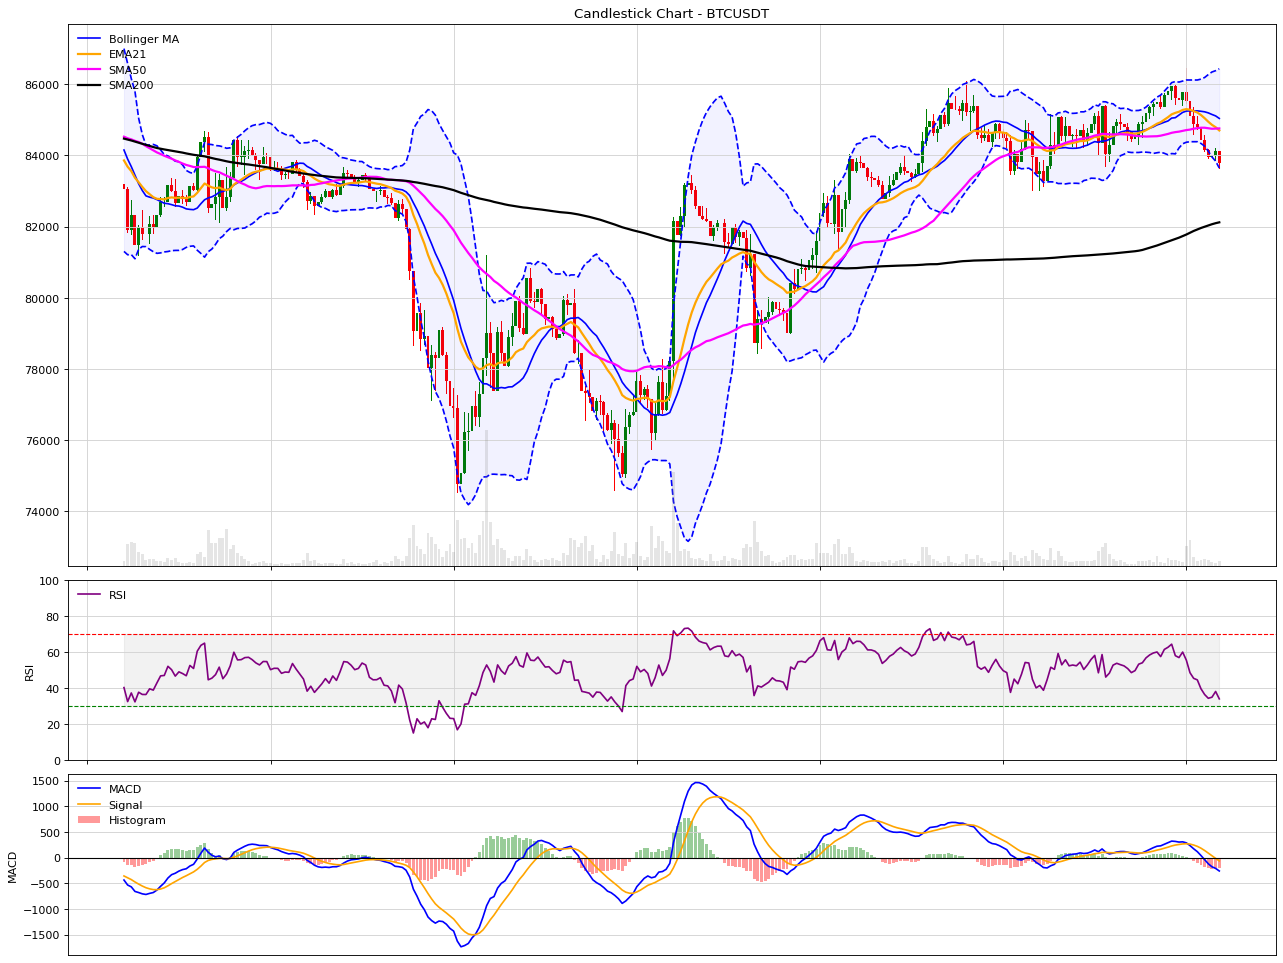 Candlestick Chart - BTCUSDT
Bollinger MA
EMA21
SMA50
SMA200
86000
84000
82000
80000
78000
76000
74000
RSI
100
80
60
40
20
0
RSI
MACD
Signal
Histogram
1500
1000
500
0
−500
−1000
−1500
MACD